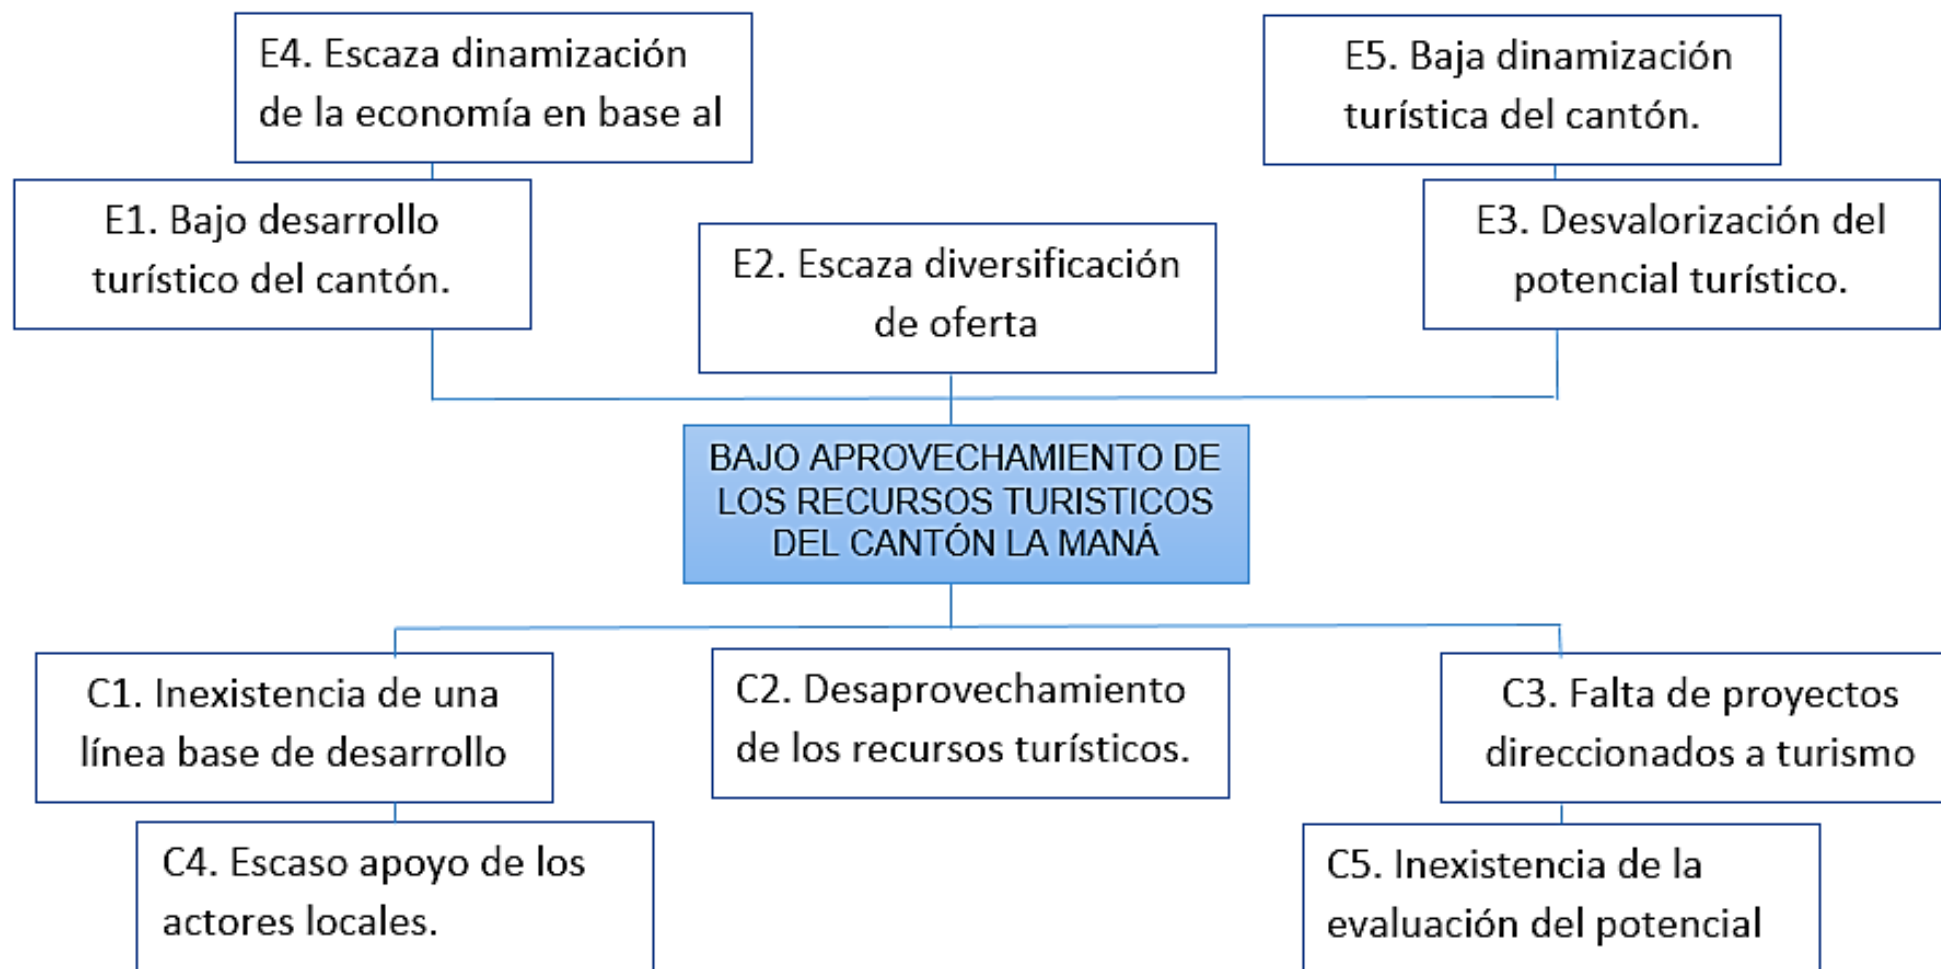 E4. Escaza dinamización
de la economía en base al
E5. Baja dinamización
turística del cantón.
E1. Bajo desarrollo
turístico del cantón.
E2. Escaza diversificación
de oferta
E3. Desvalorización del
potencial turístico.
BAJO APROVECHAMIENTO DE
LOS RECURSOS TURISTICOS
DEL CANTÓN LA MANÁ
C1. Inexistencia de una
línea base de desarrollo
C2. Desaprovechamiento
de los recursos turísticos.
C3. Falta de proyectos
direccionados a turismo
C4. Escaso apoyo de los
actores locales.
C5. Inexistencia de la
evaluación del potencial